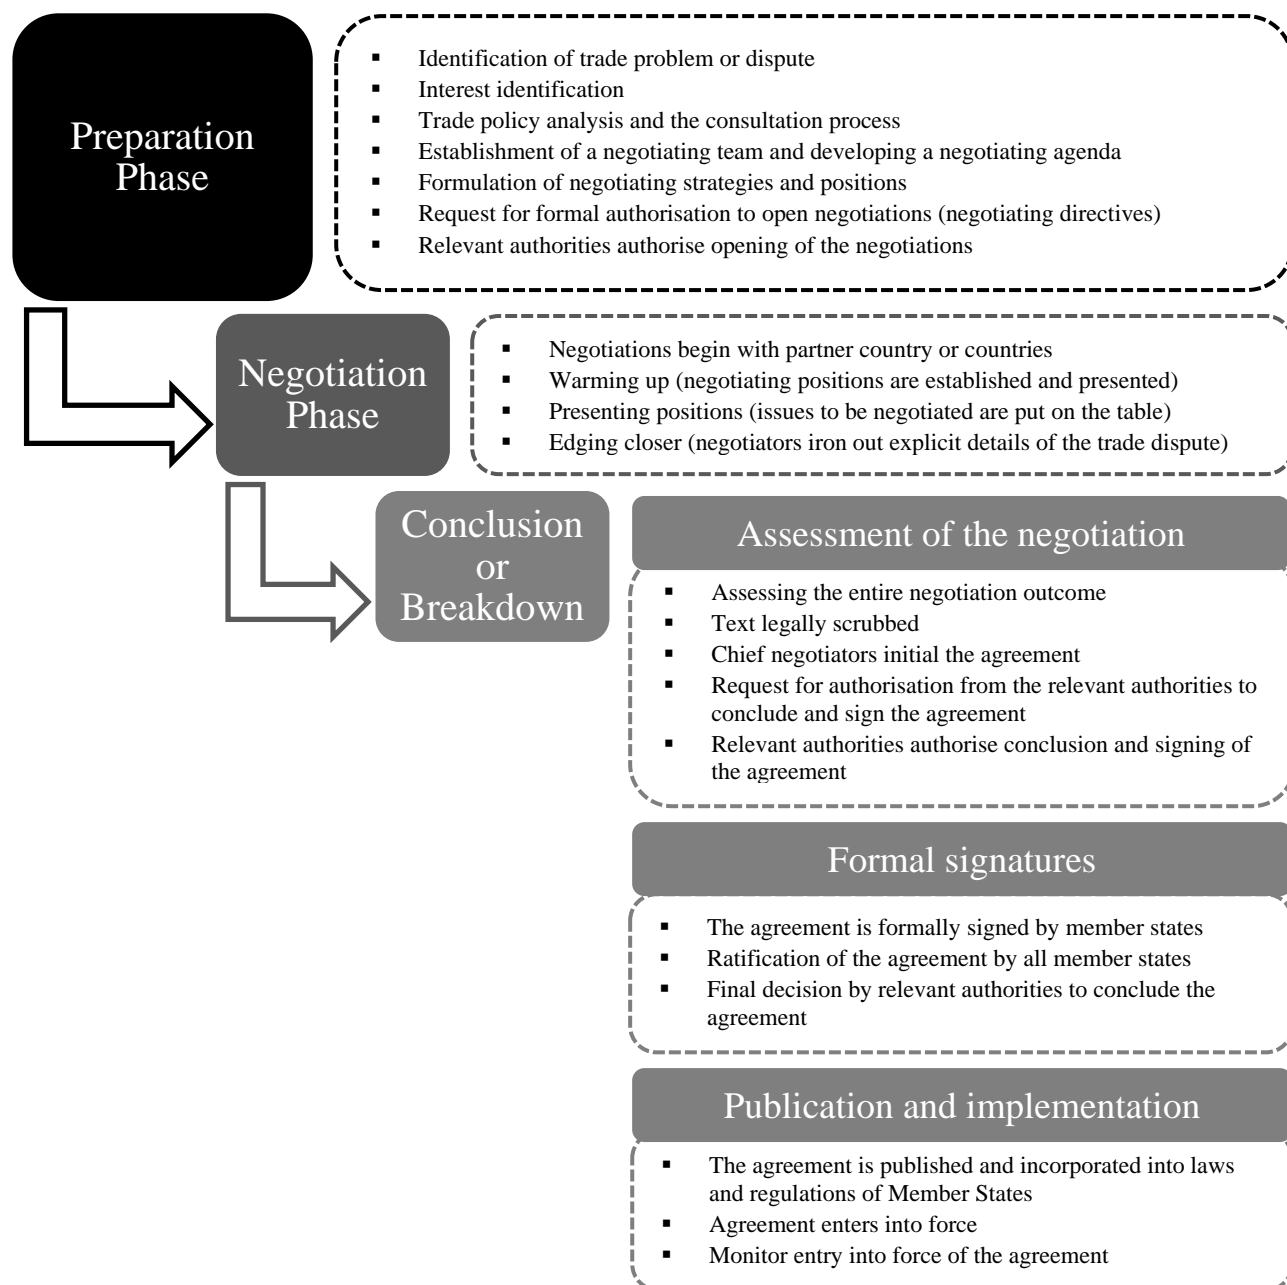 Preparation
Phase
▪ Identification of trade problem or dispute
▪ Interest identification
▪ Trade policy analysis and the consultation process
▪ Establishment of a negotiating team and developing a negotiating agenda
▪ Formulation of negotiating strategies and positions
▪ Request for formal authorisation to open negotiations (negotiating directives)
▪ Relevant authorities authorise opening of the negotiations
Negotiation
Phase
▪ Negotiations begin with partner country or countries
▪ Warming up (negotiating positions are established and presented)
▪ Presenting positions (issues to be negotiated are put on the table)
▪ Edging closer (negotiators iron out explicit details of the trade dispute)
Conclusion
or
Breakdown
Assessment of the negotiation
▪ Assessing the entire negotiation outcome
▪ Text legally scrubbed
▪ Chief negotiators initial the agreement
▪ Request for authorisation from the relevant authorities to
conclude and sign the agreement
▪ Relevant authorities authorise conclusion and signing of
the agreement
Formal signatures
▪ The agreement is formally signed by member states
▪ Ratification of the agreement by all member states
▪ Final decision by relevant authorities to conclude the
agreement
Publication and implementation
▪ The agreement is published and incorporated into laws
and regulations of Member States
▪ Agreement enters into force
▪ Monitor entry into force of the agreement